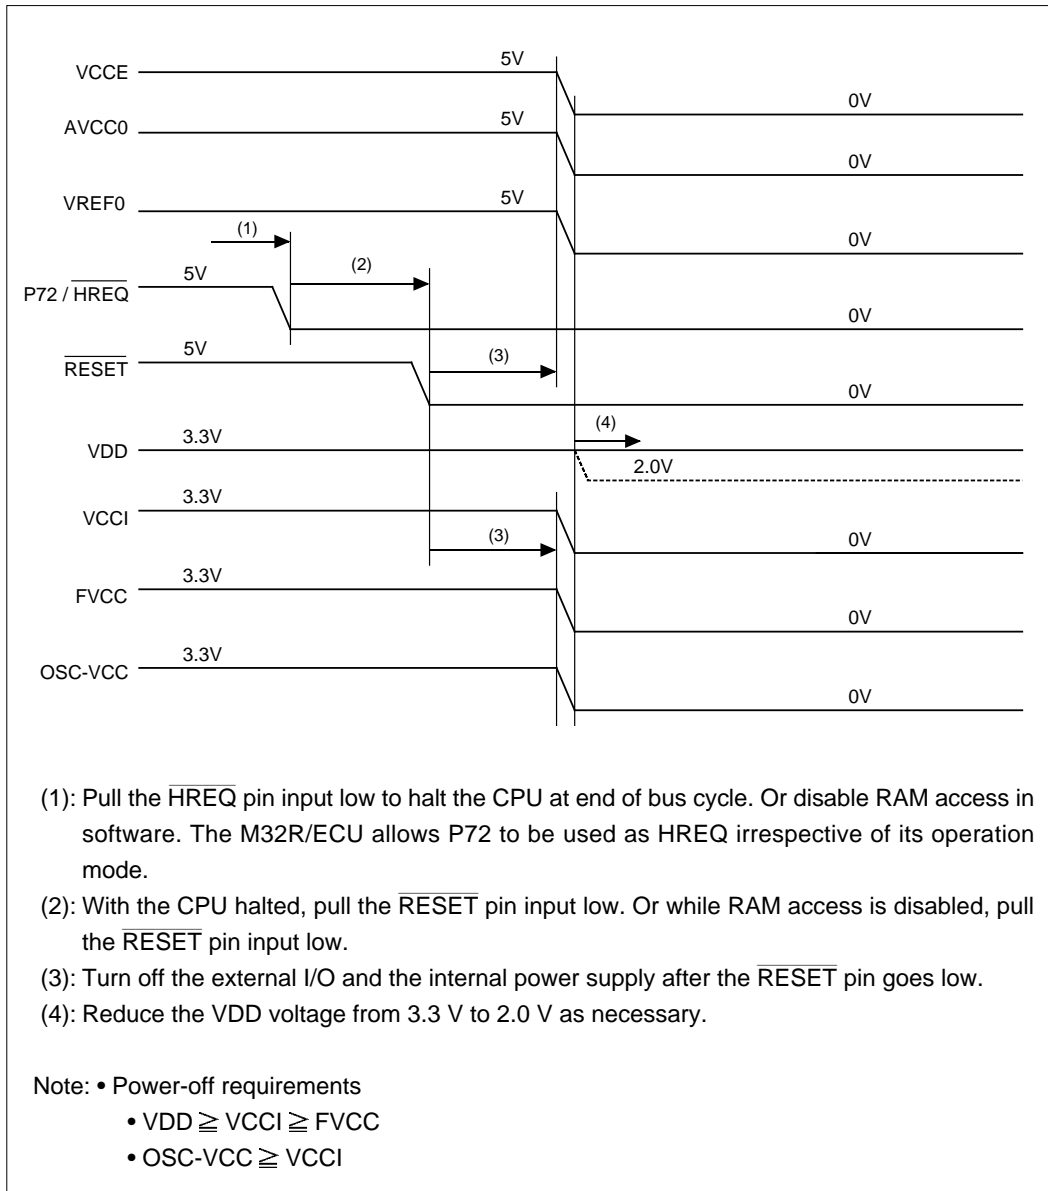 5V
VCCE
0V
5V
AVCC0
0V
5V
VREF0
(1)
0V
(2)
5V
P72 / HREQ
0V
5V
(3)
RESET
0V
(4)
3.3V
VDD
2.0V
3.3V
VCCI
(3)
0V
3.3V
FVCC
0V
3.3V
OSC-VCC
0V
(1): Pull the HREQ pin input low to halt the CPU at end of bus cycle. Or disable RAM access in
software. The M32R/ECU allows P72 to be used as HREQ irrespective of its operation
mode.
(2): With the CPU halted, pull the RESET pin input low. Or while RAM access is disabled, pull
the RESET pin input low.
(3): Turn off the external I/O and the internal power supply after the RESET pin goes low.
(4): Reduce the VDD voltage from 3.3 V to 2.0 V as necessary.
Note: • Power-off requirements
• VDD ≧ VCCI ≧ FVCC
• OSC-VCC ≧ VCCI